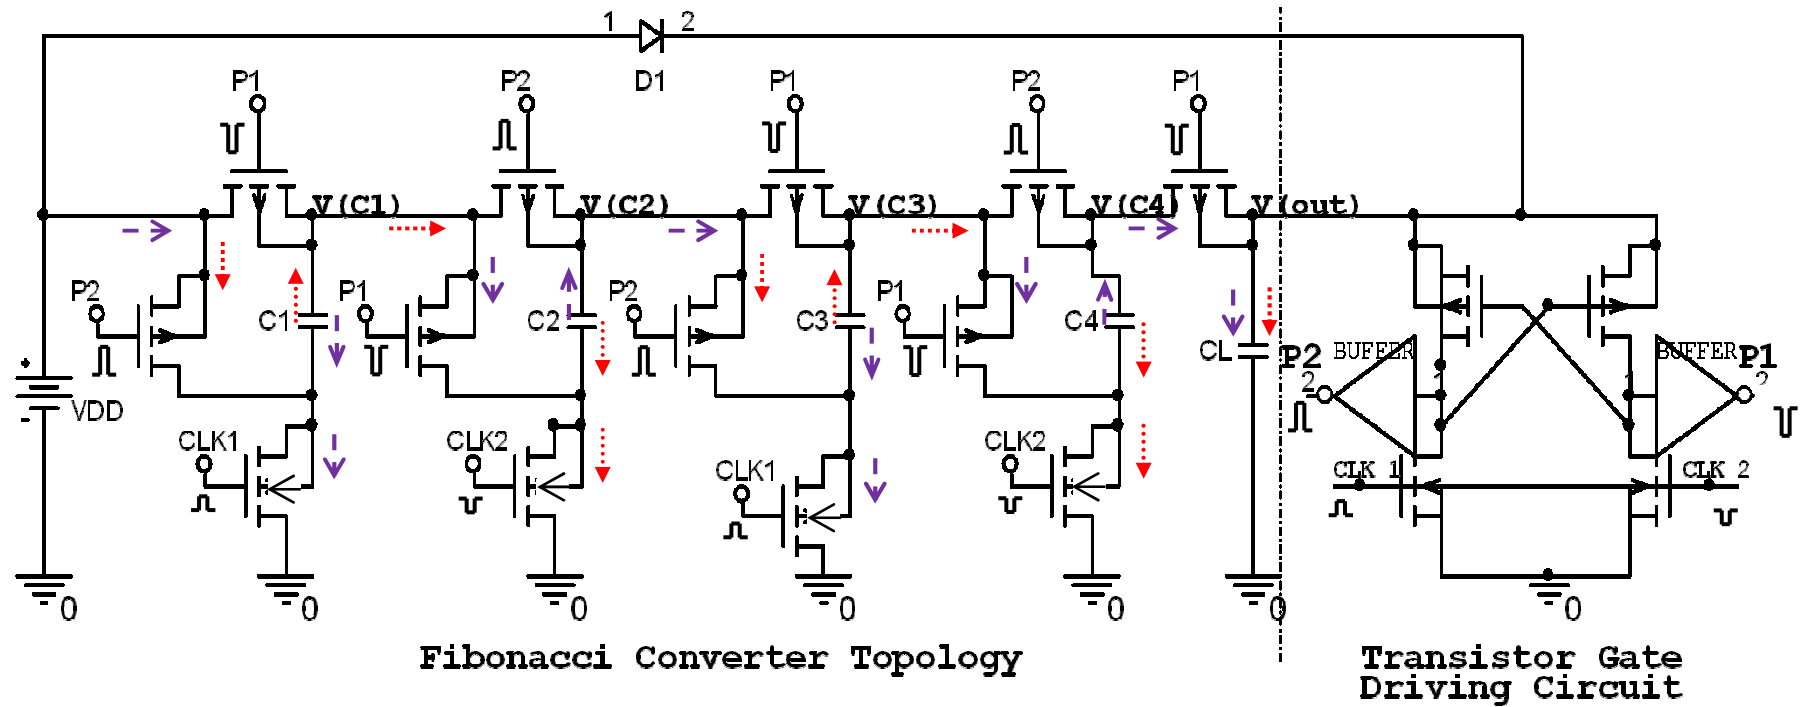 1 2
D1
P1 P2 P1 P2 P1
V(C1) V(C2) V(C3) V(C4) V(out)
P2 P1 P2 P1
C1 C2 C3 C4 CL
VDD
P2 BUFFER BUFFER P1
2 1 1 2
CLK1 CLK2 CLK1 CLK2
CLK 1 CLK 2
0 0 0 0 0 0 0
Fibonacci Converter Topology
Transistor Gate
Driving Circuit